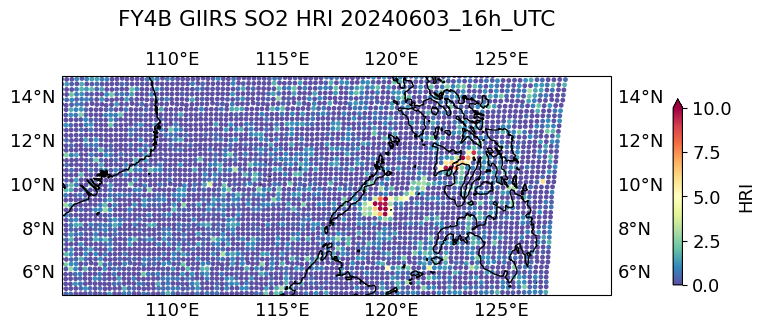 FY4B GIIRS SO2 HRI 20240603_16h_UTC
110°E 115°E 120°E 125°E
14°N 14°N
12°N 12°N
10°N 10°N
8°N 8°N
6°N 6°N
110°E 115°E 120°E 125°E
10.0
7.5
5.0
2.5
0.0
HRI